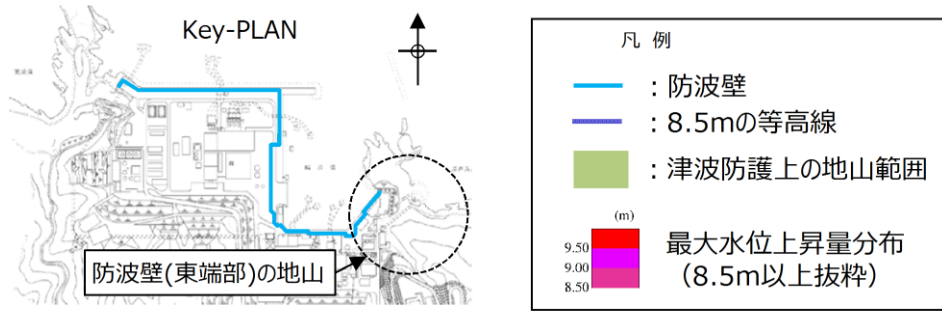 Key-PLAN
防波壁(東端部)の地山
凡 例
：防波壁
：8.5mの等高線
：津波防護上の地山範囲
(m)
9.50
9.00
8.50
最大水位上昇量分布
（8.5m以上抜粋）